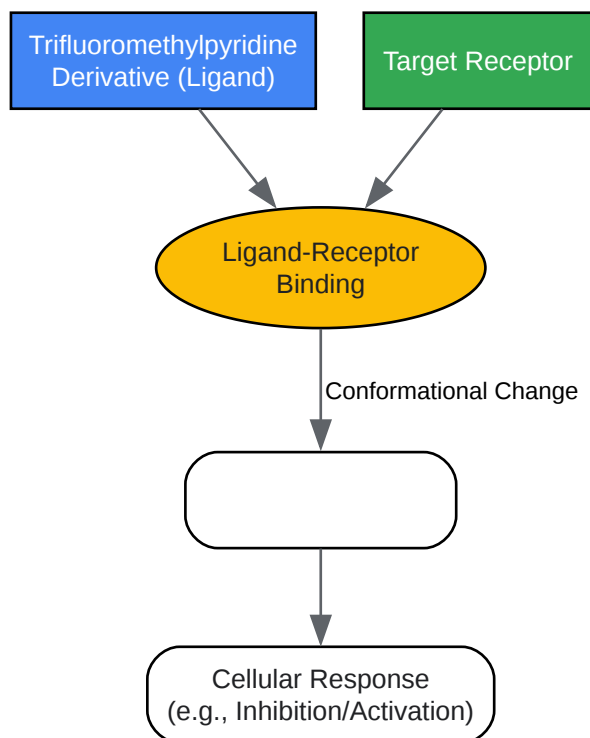 Trifluoromethylpyridine
Derivative (Ligand)
Target Receptor
Ligand-Receptor
Binding
Conformational Change
Cellular Response
(e.g., Inhibition/Activation)